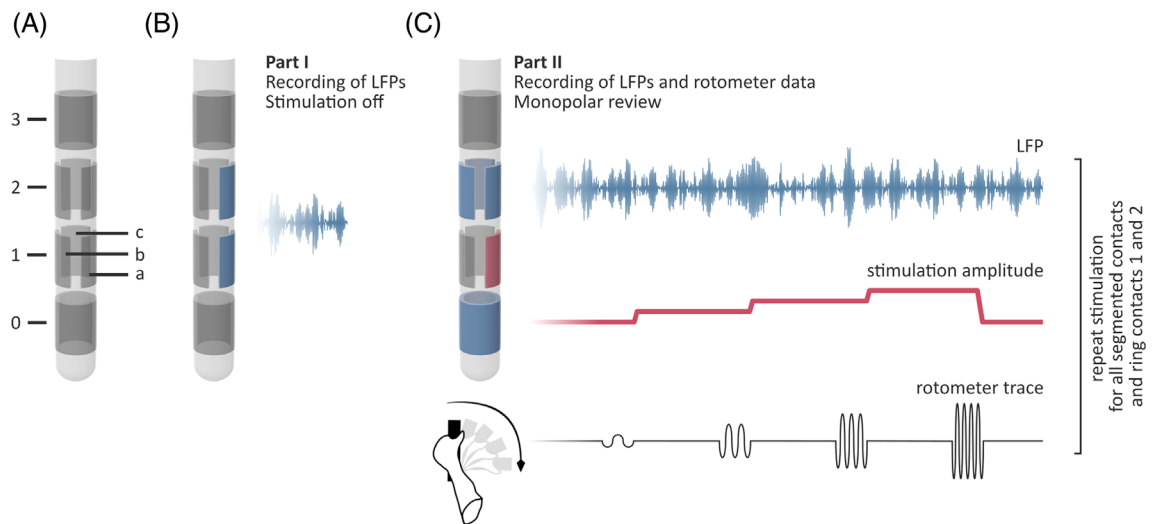 (A)
3
2
1
0
c
b
a
(B)
Part I
Recording of LFPs
Stimulation off
(C)
Part II
Recording of LFPs and rotometer data
Monopolar review
LFP
stimulation amplitude
rotometer trace
repeat stimulation
for all segmented contacts
and ring contacts 1 and 2